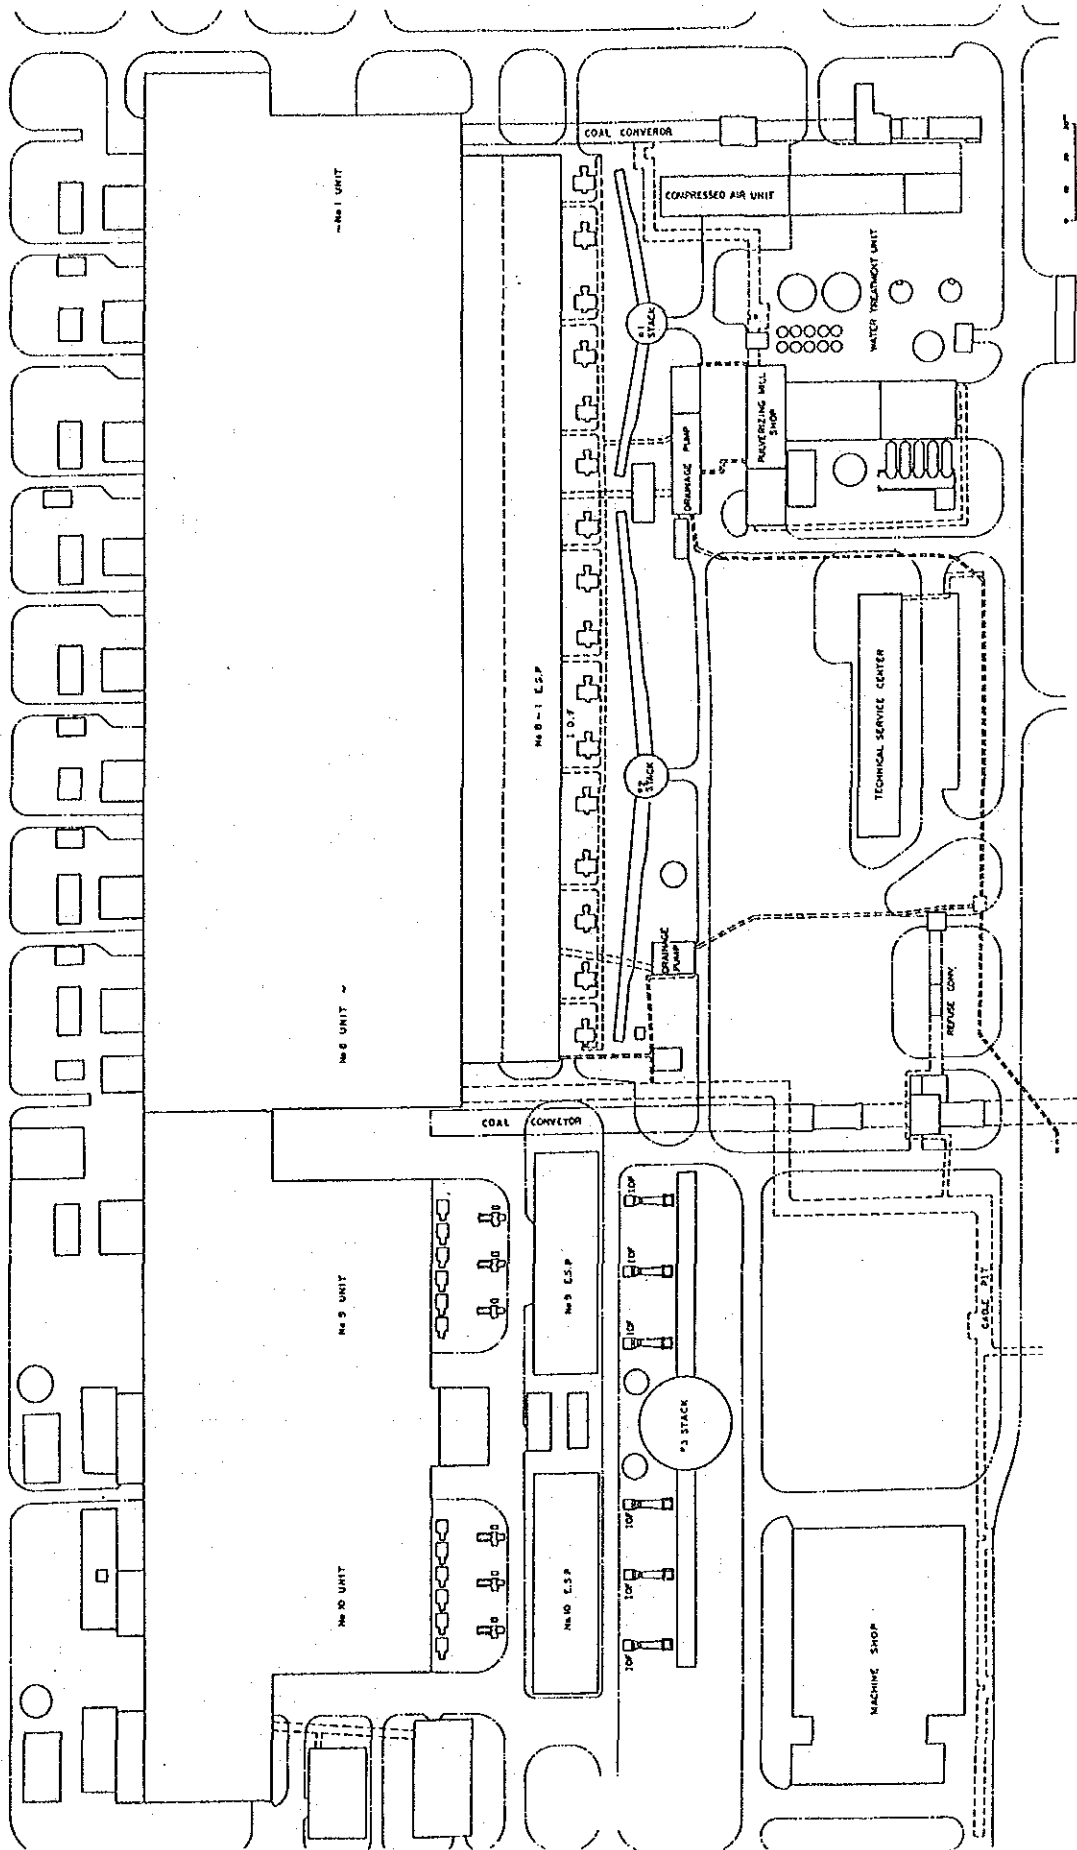 COAL CONVEYOR
~No 1 UNIT
COMPRESSED AIR UNIT
WATER TREATMENT UNIT
#1
STACK
PULVERIZING MILL
SHOP
DRAINAGE PUMP
TECHNICAL SERVICE CENTER
No 8-1 E.S.P
I.D.F
#2
STACK
DRAINAGE
PUMP
REFUSE CONV.
No 8 UNIT ~
COAL CONVEYOR
IDF
IDF
IDF
No 9 UNIT
No 9 E.S.P
CABLE PIT
#3 STACK
IDF
IDF
IDF
No 10 UNIT
No 10 E.S.P
MACHINE SHOP